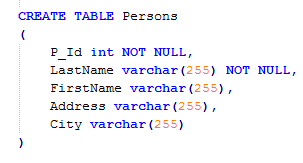 CREATE TABLE Persons
(
    P_Id int NOT NULL,
    LastName varchar(255) NOT NULL,
    FirstName varchar(255),
    Address varchar(255),
    City varchar(255)
)